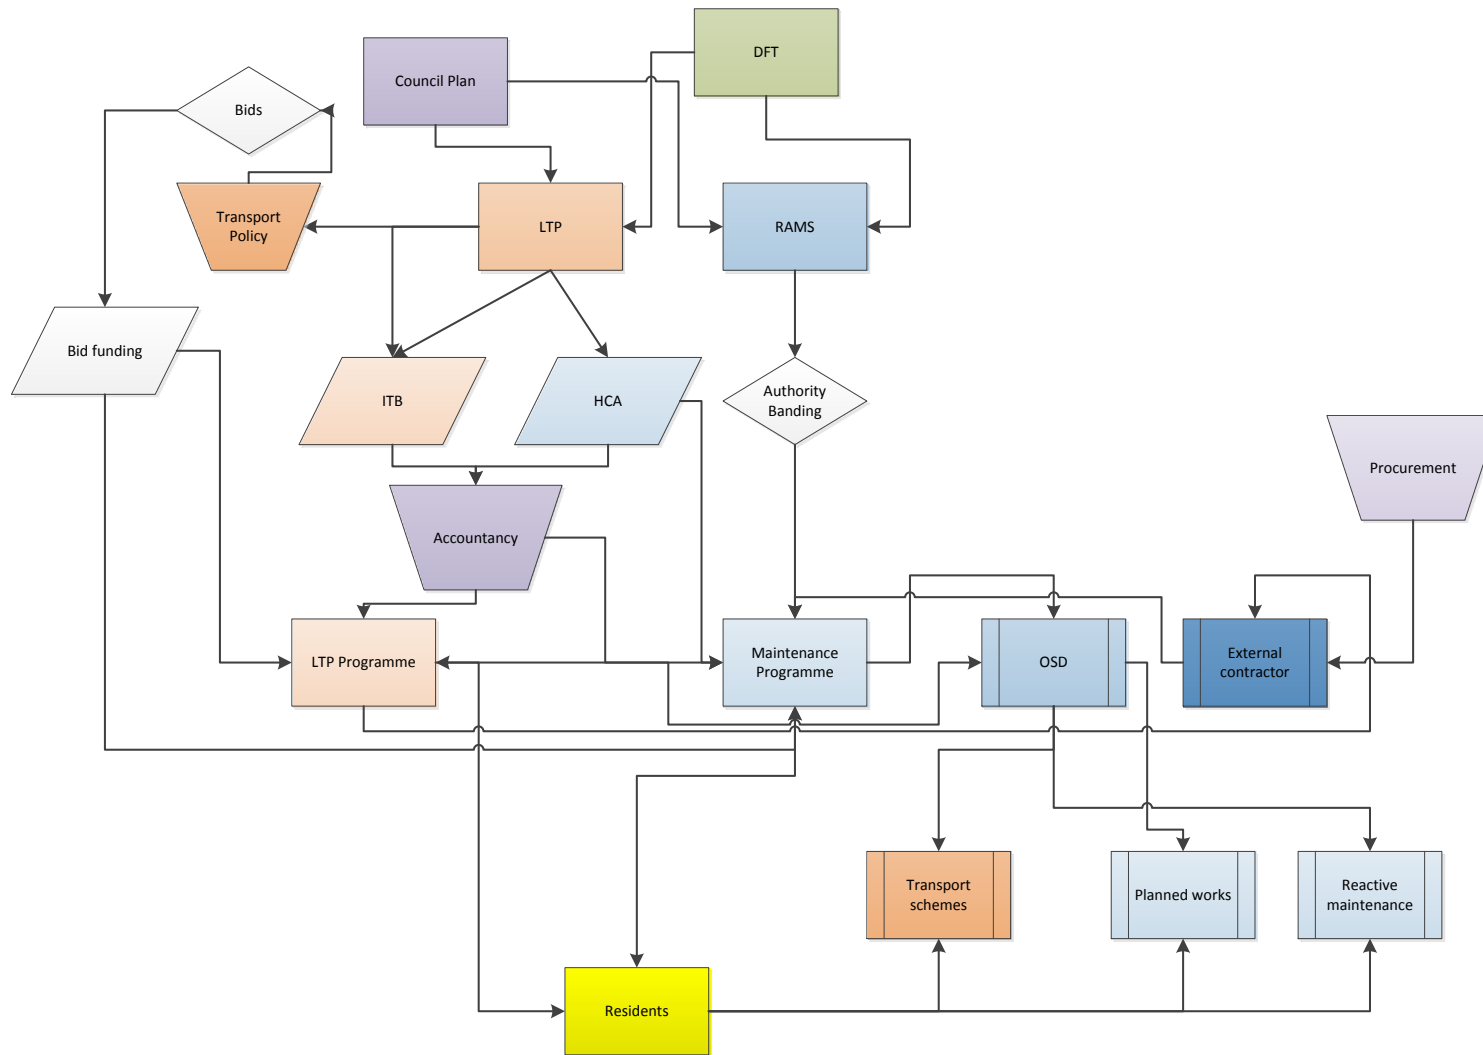 DFT
Council Plan
Bids
Transport
Policy
LTP
RAMS
Bid funding
ITB
HCA
Authority
Banding
Procurement
Accountancy
LTP Programme
Maintenance
Programme
OSD
External
contractor
Transport
schemes
Planned works
Reactive
maintenance
Residents